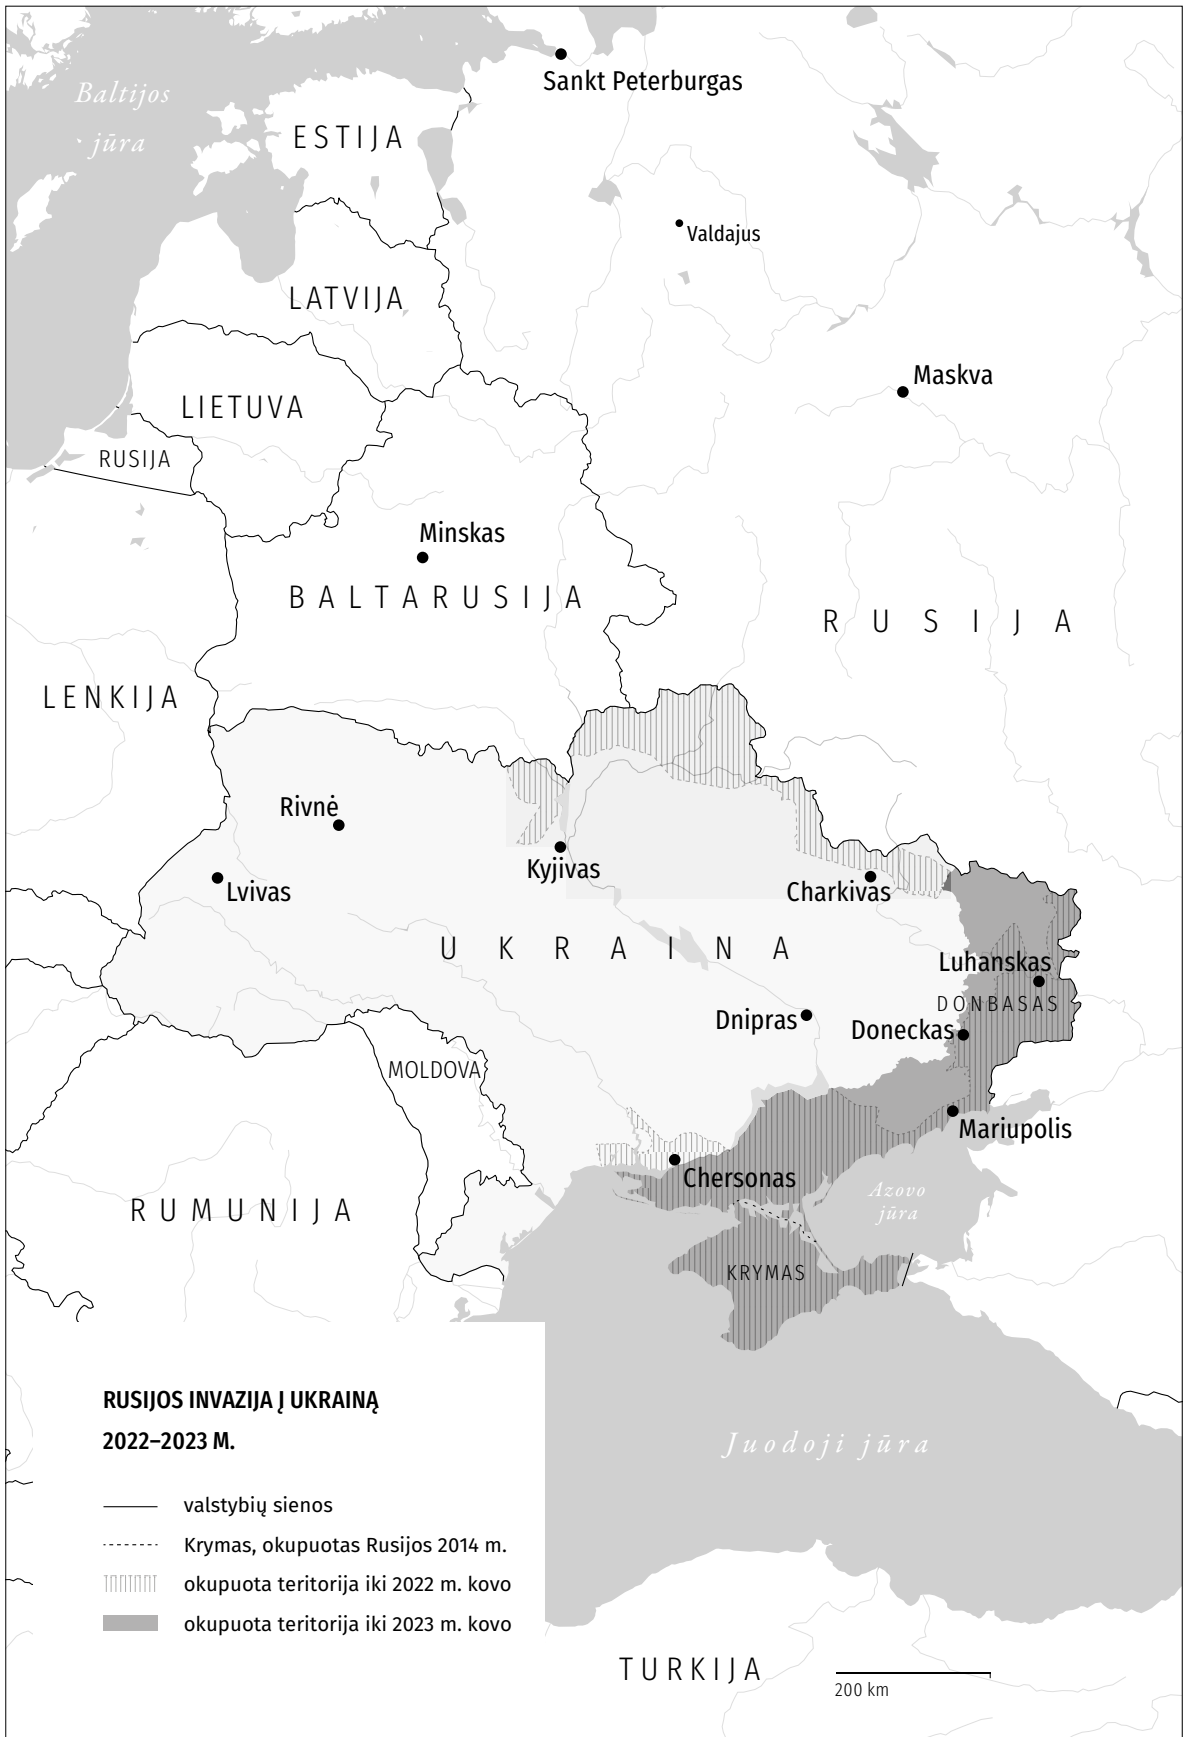 Sankt Peterburgas
Baltijos
jūra
ESTIJA
Valdajus
LATVIJA
Maskva
LIETUVA
RUSIJA
Minskas
BALTARUSIJA
RUSIJA
LENKIJA
Rivnė
Kyjivas
Lvivas
Charkivas
UKRAINA
Luhanskas
DONBASAS
Dnipras
Doneckas
MOLDOVA
Mariupolis
Chersonas
Azovo
jūra
RUMUNIJA
KRYMAS
RUSIJOS INVAZIJA Į UKRAINĄ
2022–2023 M.
Juodoji jūra
valstybių sienos
Krymas, okupuotas Rusijos 2014 m.
okupuota teritorija iki 2022 m. kovo
okupuota teritorija iki 2023 m. kovo
TURKIJA
200 km